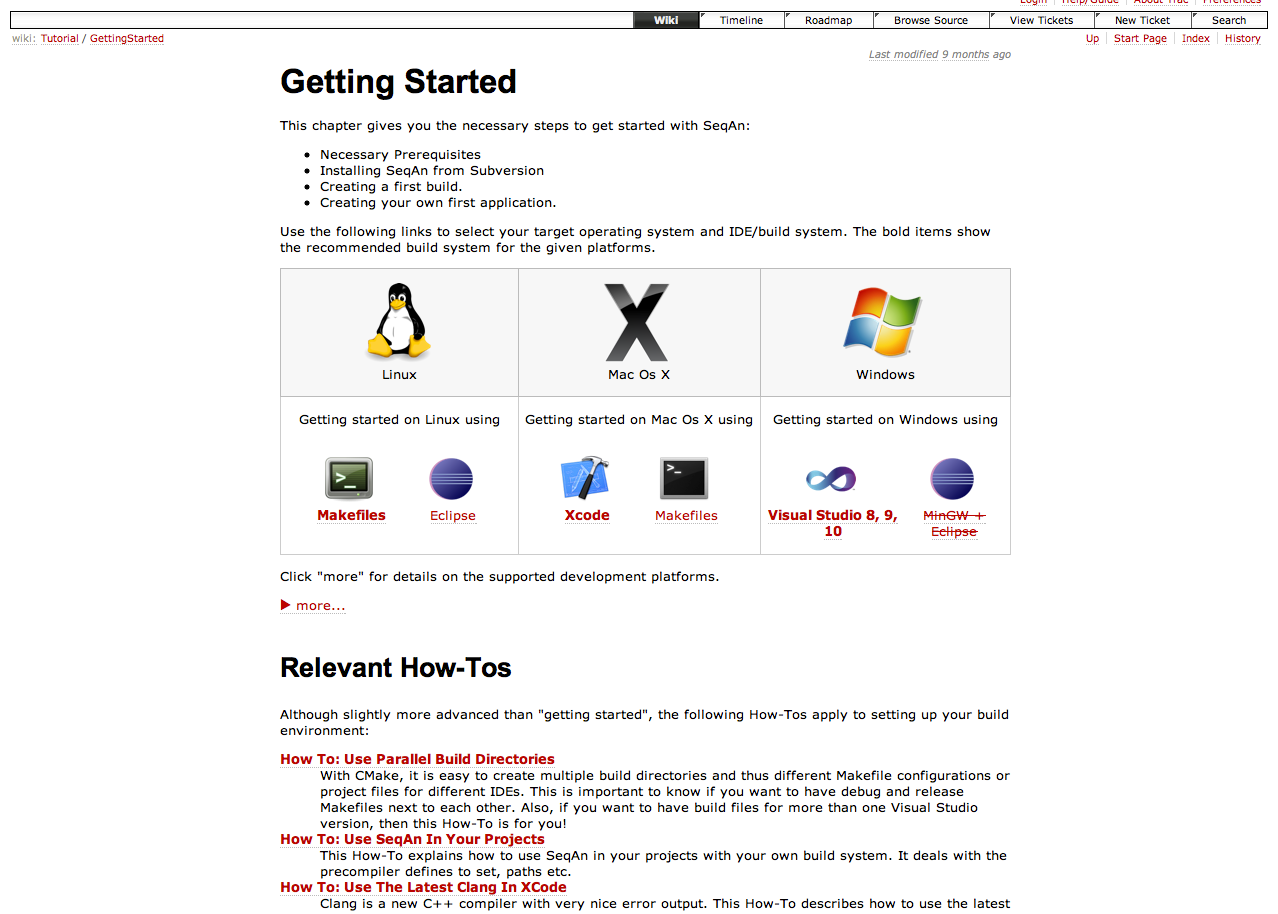 Login Help/Guide About Trac Preferences
Wiki Timeline Roadmap Browse Source View Tickets New Ticket Search
wiki: Tutorial / GettingStarted Up Start Page Index History
Last modified 9 months ago
Getting Started
This chapter gives you the necessary steps to get started with SeqAn:
• Necessary Prerequisites
• Installing SeqAn from Subversion
• Creating a first build.
• Creating your own first application.
Use the following links to select your target operating system and IDE/build system. The bold items show
the recommended build system for the given platforms.
Linux Mac Os X Windows
Getting started on Linux using Getting started on Mac Os X using Getting started on Windows using
>_ >_
Makefiles Eclipse Xcode Makefiles Visual Studio 8, 9, MinGW +
10 Eclipse
Click "more" for details on the supported development platforms.
more...
Relevant How-Tos
Although slightly more advanced than "getting started", the following How-Tos apply to setting up your build
environment:
How To: Use Parallel Build Directories
With CMake, it is easy to create multiple build directories and thus different Makefile configurations or
project files for different IDEs. This is important to know if you want to have debug and release
Makefiles next to each other. Also, if you want to have build files for more than one Visual Studio
version, then this How-To is for you!
How To: Use SeqAn In Your Projects
This How-To explains how to use SeqAn in your projects with your own build system. It deals with the
precompiler defines to set, paths etc.
How To: Use The Latest Clang In XCode
Clang is a new C++ compiler with very nice error output. This How-To describes how to use the latest